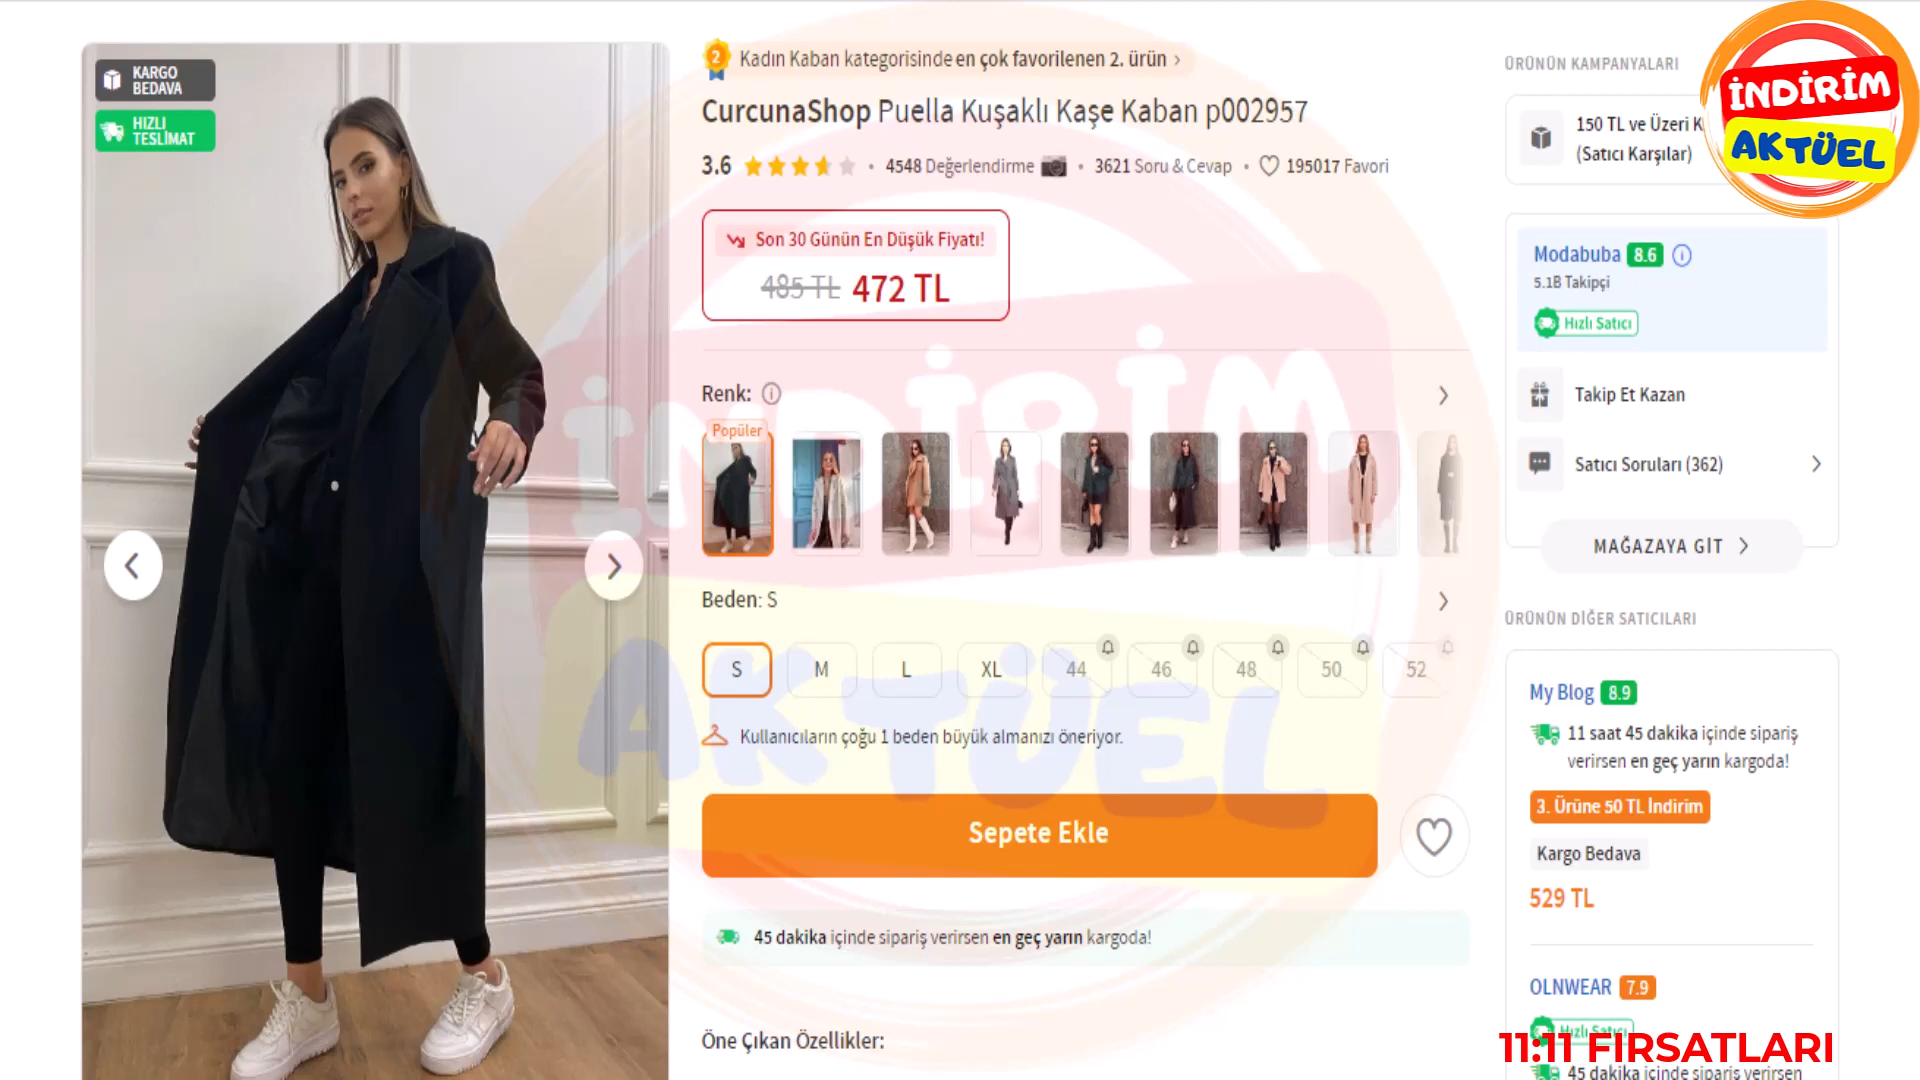 KARGO
BEDAVA
HIZLI
TESLİMAT
2 Kadın Kaban kategorisinde en çok favorilenen 2. ürün
CurcunaShop Puella Kuşaklı Kaşe Kaban p002957
3.6 • 4548 Değerlendirme • 3621 Soru & Cevap • 195017 Favori
Son 30 Günün En Düşük Fiyatı!
485 TL 472 TL
Renk:
Popüler
Beden: S
S M L XL 44 46 48 50 52
Kullanıcıların çoğu 1 beden büyük almanızı öneriyor.
Sepete Ekle
45 dakika içinde sipariş verirsen en geç yarın kargoda!
Öne Çıkan Özellikler:
İNDİRİM
AKTÜEL
ÜRÜNÜN KAMPANYALARI
150 TL ve Üzeri K
(Satıcı Karşılar)
İNDİRİM
AKTÜEL
Modabuba 8.6
5.1B Takipçi
Hızlı Satıcı
Takip Et Kazan
Satıcı Soruları (362)
MAĞAZAYA GİT
ÜRÜNÜN DİĞER SATICILARI
My Blog 8.9
11 saat 45 dakika içinde sipariş
verirsen en geç yarın kargoda!
3. Ürüne 50 TL İndirim
Kargo Bedava
529 TL
OLNWEAR 7.9
Hızlı Satıcı
11:11 FIRSATLARI
45 dakika içinde sipariş verirsen